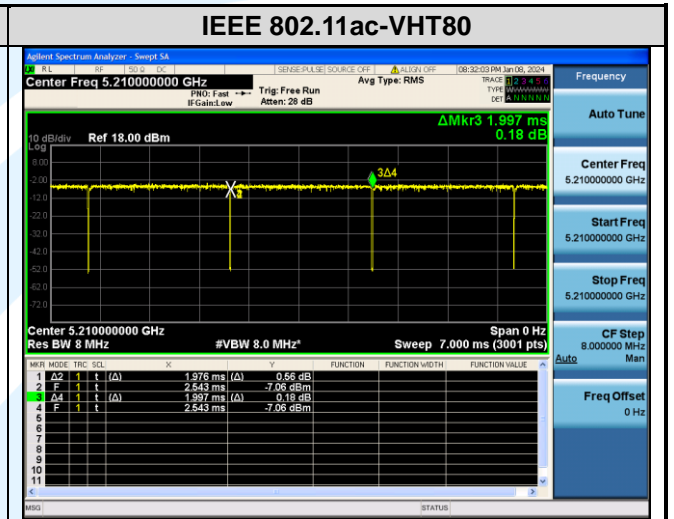 IEEE 802.11ac-VHT80
Agilent Spectrum Analyzer - Swept SA
RL RF 50 Ω DC SENSE:PULSE SOURCE OFF ALIGN OFF 08:32:03 PM Jan 08, 2024
Center Freq 5.210000000 GHz
PNO: Fast Trig: Free Run Avg Type: RMS
IFGain:Low Atten: 28 dB
TRACE 1 2 3 4 5 6
TYPE
DET A N N N N N
Frequency
ΔMkr3 1.997 ms
0.18 dB
10 dB/div Ref 18.00 dBm
Log
8.00
-2.00
-12.0
-22.0
-32.0
-42.0
-52.0
-62.0
-72.0
3Δ4
Center 5.210000000 GHz Span 0 Hz
Res BW 8 MHz #VBW 8.0 MHz* Sweep 7.000 ms (3001 pts)
MKR MODE TRC SCL X Y FUNCTION FUNCTION WIDTH FUNCTION VALUE
1 Δ2 1 t (Δ) 1.976 ms (Δ) 0.56 dB
2 F 1 t 2.543 ms -7.06 dBm
3 Δ4 1 t (Δ) 1.997 ms (Δ) 0.18 dB
4 F 1 t 2.543 ms -7.06 dBm
5
6
7
8
9
10
11
MSG STATUS
Auto Tune
Center Freq
5.210000000 GHz
Start Freq
5.210000000 GHz
Stop Freq
5.210000000 GHz
CF Step
8.000000 MHz
Auto Man
Freq Offset
0 Hz